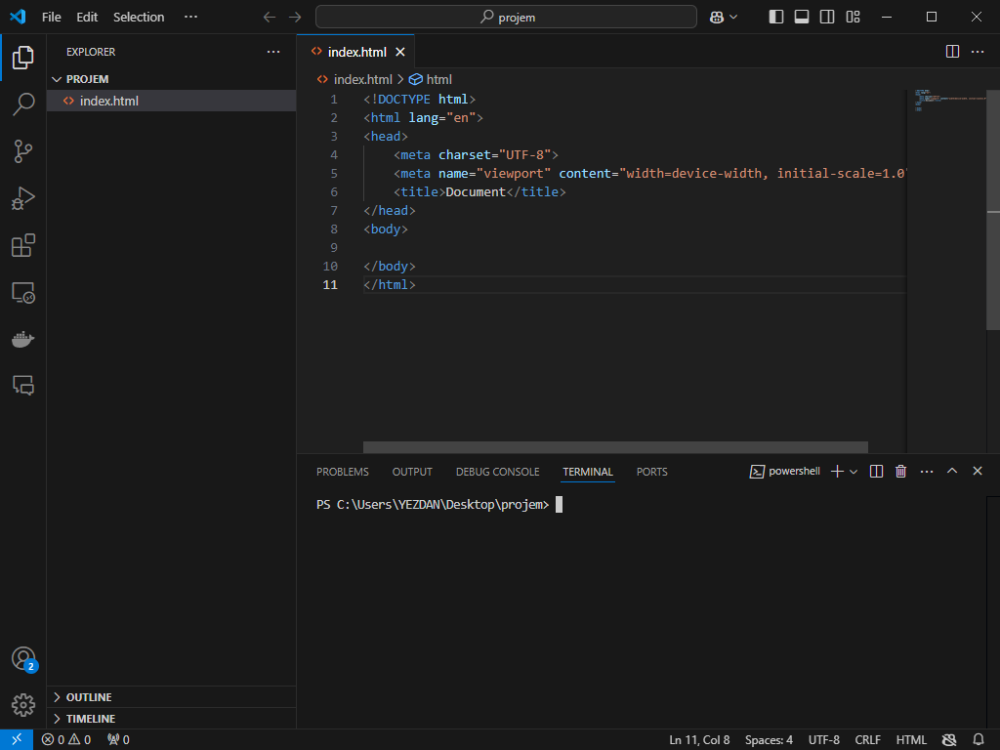 File Edit Selection ··· projem
EXPLORER ···
PROJEM
index.html
index.html
index.html > html
1 <!DOCTYPE html>
2 <html lang="en">
3 <head>
4     <meta charset="UTF-8">
5     <meta name="viewport" content="width=device-width, initial-scale=1.0
6     <title>Document</title>
7 </head>
8 <body>
9
10 </body>
11 </html>
PROBLEMS OUTPUT DEBUG CONSOLE TERMINAL PORTS powershell
PS C:\Users\YEZDAN\Desktop\projem>
2
OUTLINE
TIMELINE
0 0 0 Ln 11, Col 8 Spaces: 4 UTF-8 CRLF HTML